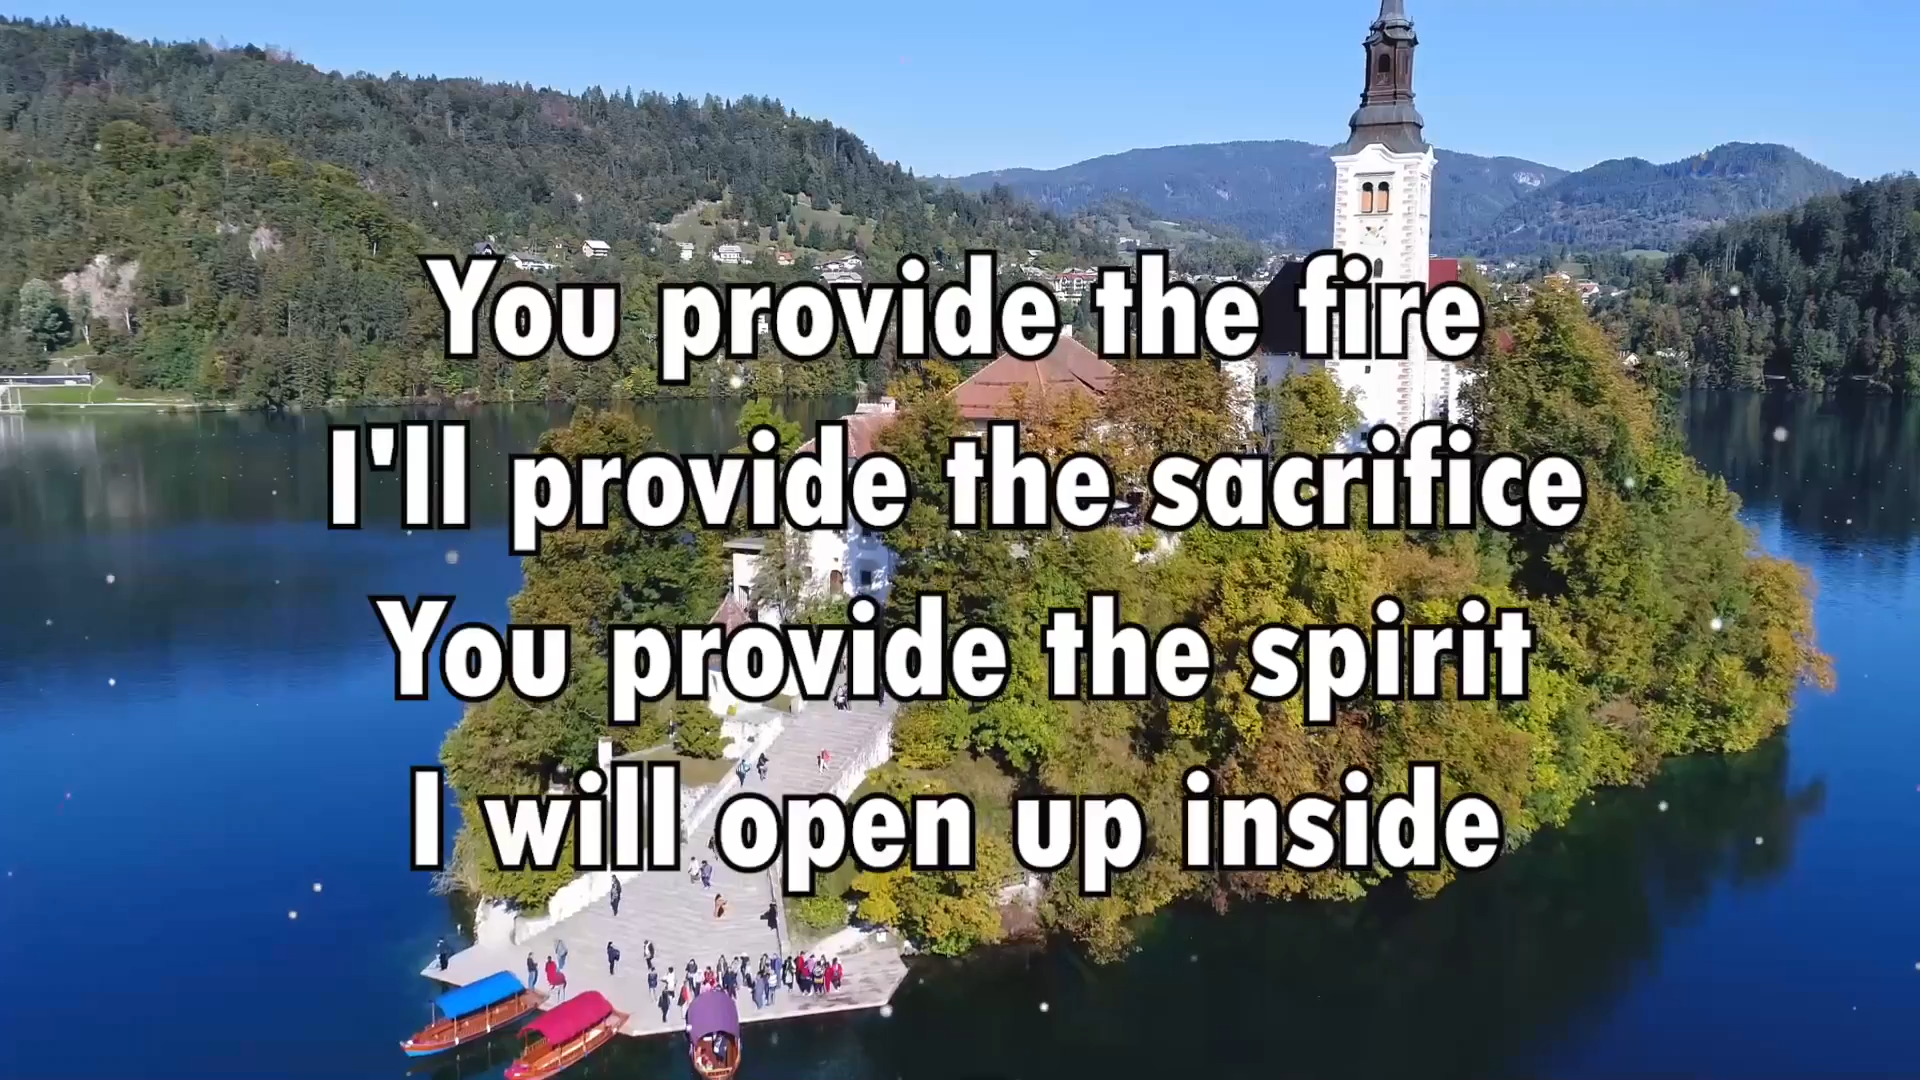 You provide the fire
I'll provide the sacrifice
You provide the spirit
I will open up inside